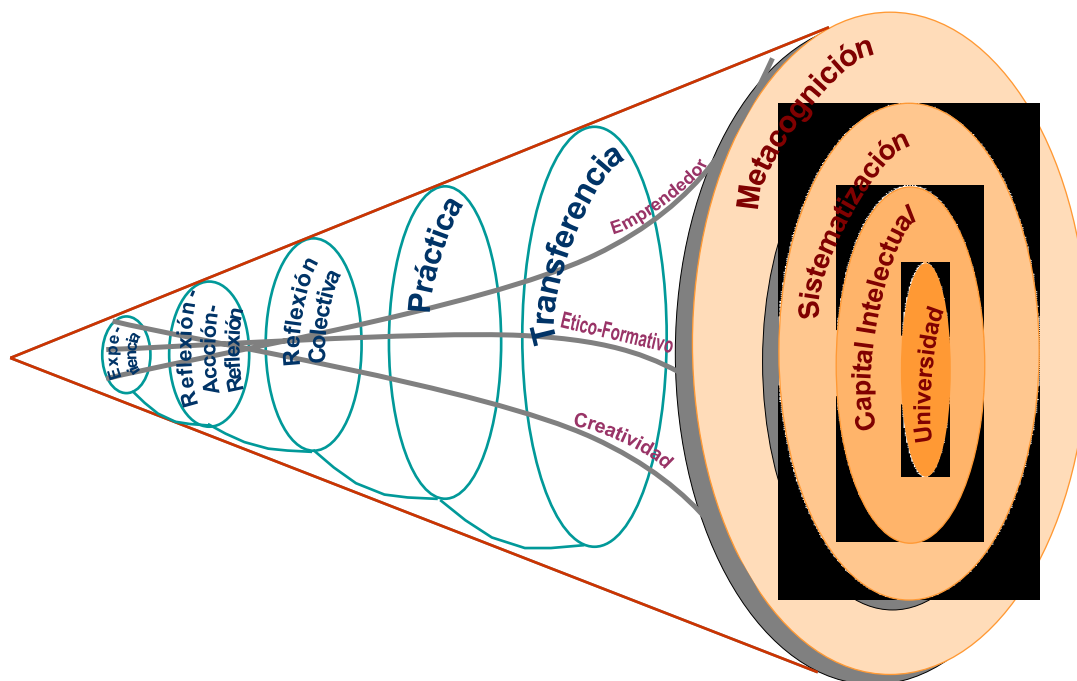 Expe-
riencia
Reflexión -
Acción-
Reflexión
Reflexión
Colectiva
Práctica
Transferencia
Emprendedor
Etico-Formativo
Creatividad
Metacognición
Sistematización
Capital Intelectual
Universidad